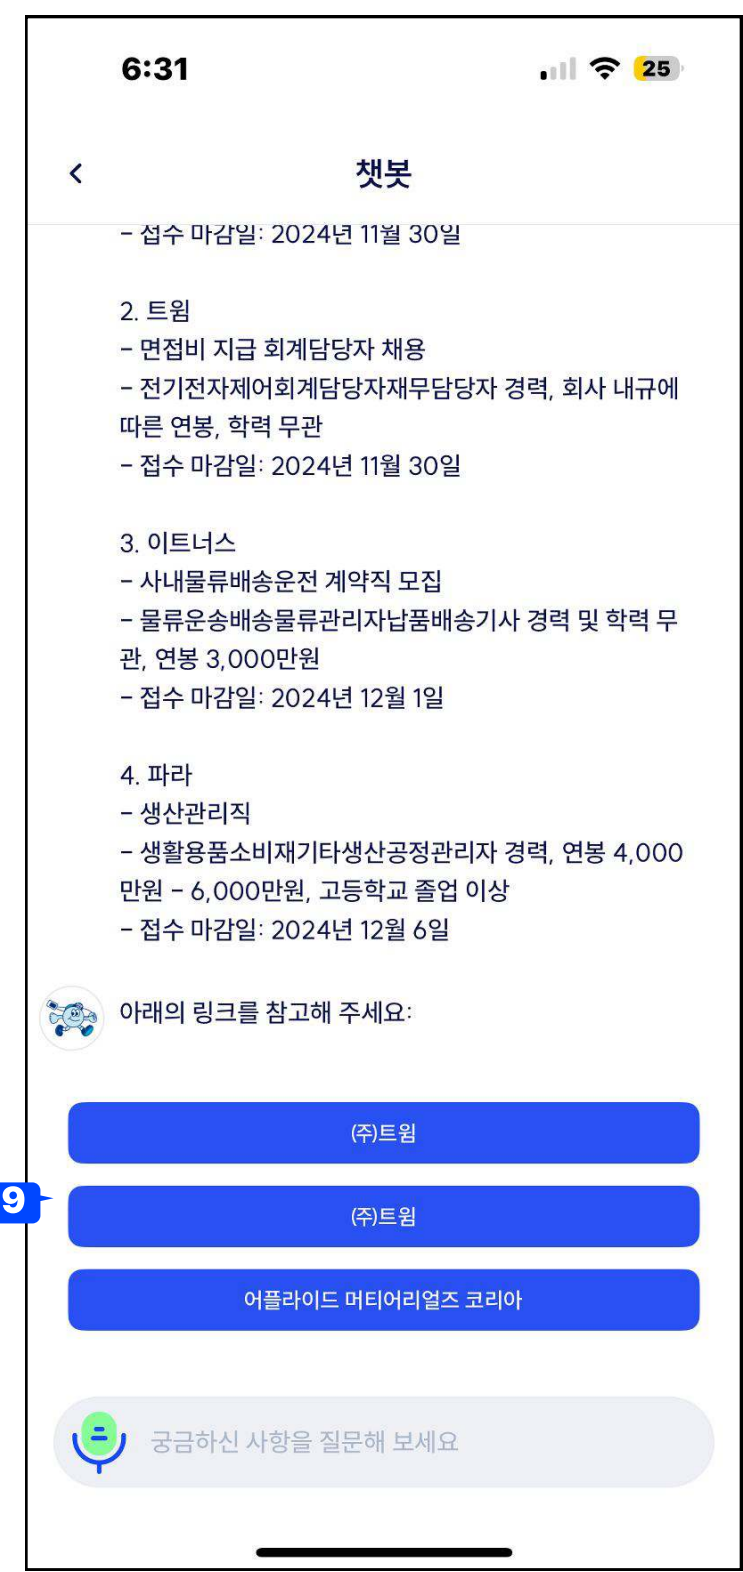 6:31
25
챗봇
- 접수 마감일: 2024년 11월 30일
2. 트윔
- 면접비 지급 회계담당자 채용
- 전기전자제어회계담당자재무담당자 경력, 회사 내규에
따른 연봉, 학력 무관
- 접수 마감일: 2024년 11월 30일
3. 이트너스
- 사내물류배송운전 계약직 모집
- 물류운송배송물류관리자납품배송기사 경력 및 학력 무
관, 연봉 3,000만원
- 접수 마감일: 2024년 12월 1일
4. 파라
- 생산관리직
- 생활용품소비재기타생산공정관리자 경력, 연봉 4,000
만원 - 6,000만원, 고등학교 졸업 이상
- 접수 마감일: 2024년 12월 6일
아래의 링크를 참고해 주세요:
㈜트윔
9
㈜트윔
어플라이드 머티어리얼즈 코리아
궁금하신 사항을 질문해 보세요